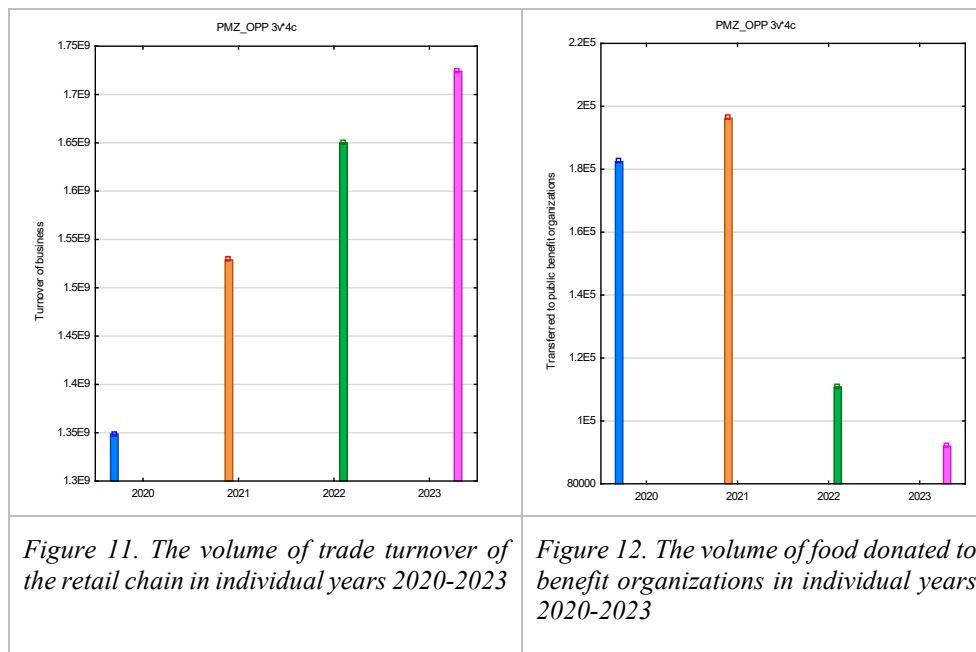 PMZ_OPP 3v*4c
1.75E9
1.7E9
1.65E9
1.6E9
1.55E9
1.5E9
1.45E9
1.4E9
1.35E9
1.3E9
Turnover of business
2020 2021 2022 2023
Figure 11. The volume of trade turnover of
the retail chain in individual years 2020-2023
PMZ_OPP 3v*4c
2.2E5
2E5
1.8E5
1.6E5
1.4E5
1.2E5
1E5
80000
Transferred to public benefit organizations
2020 2021 2022 2023
Figure 12. The volume of food donated to
benefit organizations in individual years
2020-2023